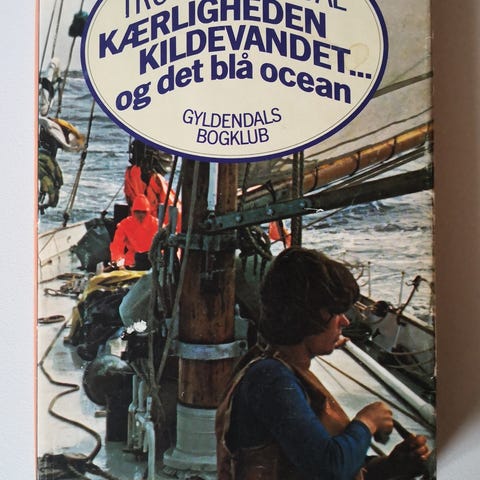 KÆRLIGHEDEN
KILDEVANDET...
og det blå ocean
GYLDENDALS
BOGKLUB